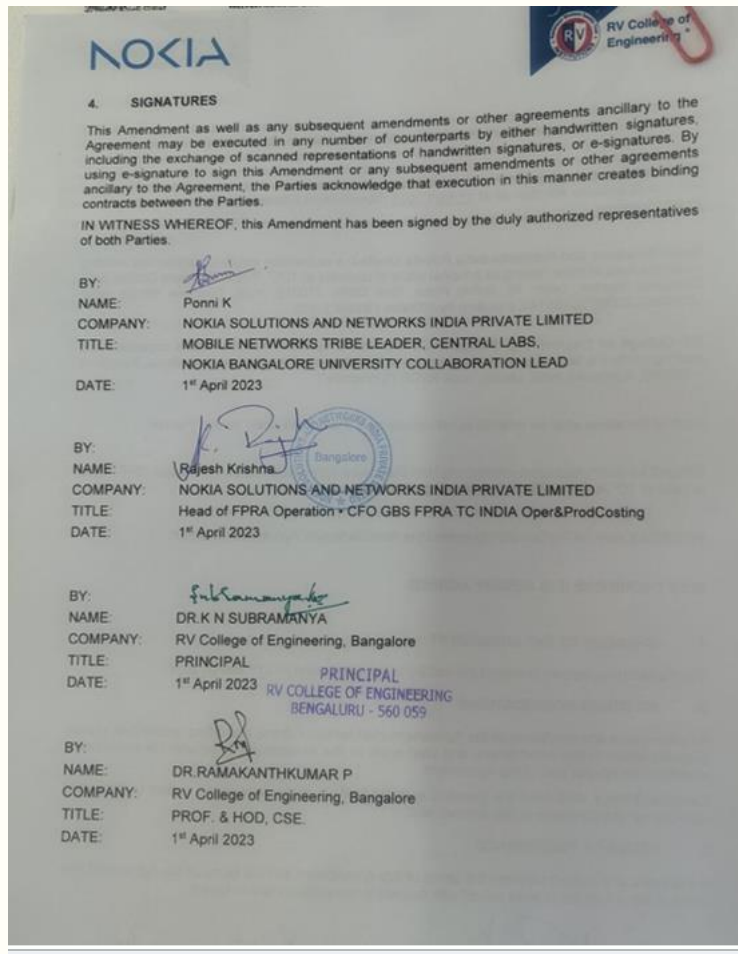 NOKIA
RV College of
Engineering
4. SIGNATURES
This Amendment as well as any subsequent amendments or other agreements ancillary to the
Agreement may be executed in any number of counterparts by either handwritten signatures,
including the exchange of scanned representations of handwritten signatures, or e-signatures. By
using e-signature to sign this Amendment or any subsequent amendments or other agreements
ancillary to the Agreement, the Parties acknowledge that execution in this manner creates binding
contracts between the Parties.
IN WITNESS WHEREOF, this Amendment has been signed by the duly authorized representatives
of both Parties.
BY:
NAME: Ponni K
COMPANY: NOKIA SOLUTIONS AND NETWORKS INDIA PRIVATE LIMITED
TITLE: MOBILE NETWORKS TRIBE LEADER, CENTRAL LABS,
NOKIA BANGALORE UNIVERSITY COLLABORATION LEAD
DATE: 1st April 2023
BY: K. Rajesh
Bangalore
NAME: Rajesh Krishna
COMPANY: NOKIA SOLUTIONS AND NETWORKS INDIA PRIVATE LIMITED
TITLE: Head of FPRA Operation - CFO GBS FPRA TC INDIA Oper&ProdCosting
DATE: 1st April 2023
BY:
NAME: DR.K N SUBRAMANYA
COMPANY: RV College of Engineering, Bangalore
TITLE: PRINCIPAL
DATE: 1st April 2023
PRINCIPAL
RV COLLEGE OF ENGINEERING
BENGALURU - 560 059
BY:
NAME: DR.RAMAKANTHKUMAR P
COMPANY: RV College of Engineering, Bangalore
TITLE: PROF. & HOD, CSE.
DATE: 1st April 2023